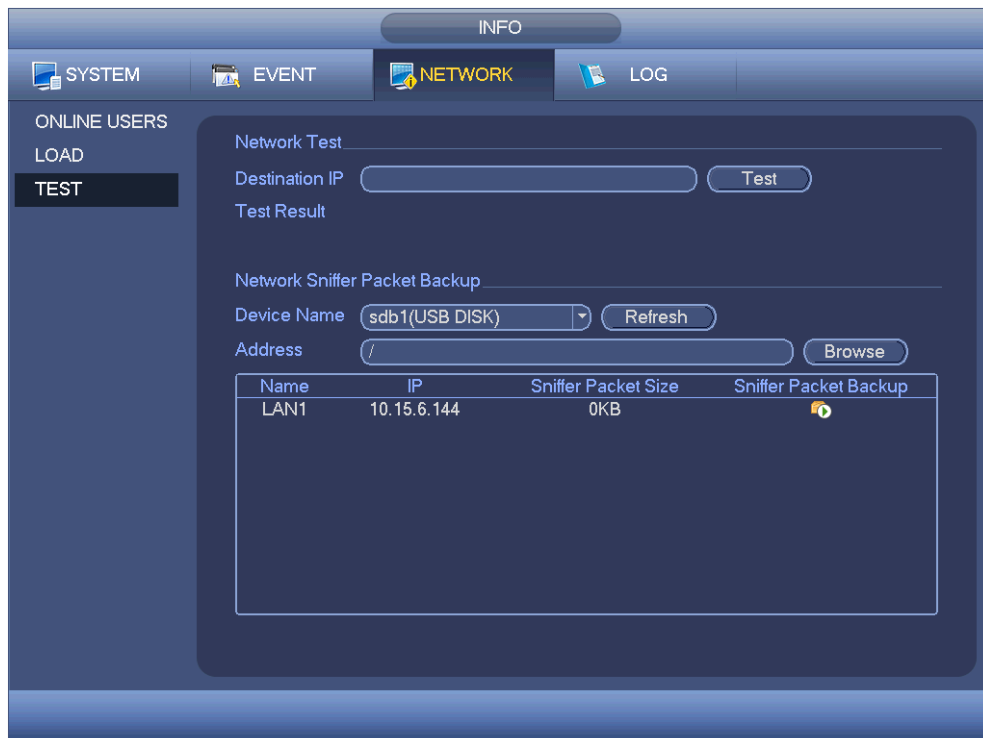 INFO
SYSTEM EVENT NETWORK LOG
ONLINE USERS
LOAD
TEST
Network Test
Destination IP Test
Test Result
Network Sniffer Packet Backup
Device Name sdb1(USB DISK) Refresh
Address / Browse
Name IP Sniffer Packet Size Sniffer Packet Backup
LAN1 10.15.6.144 0KB